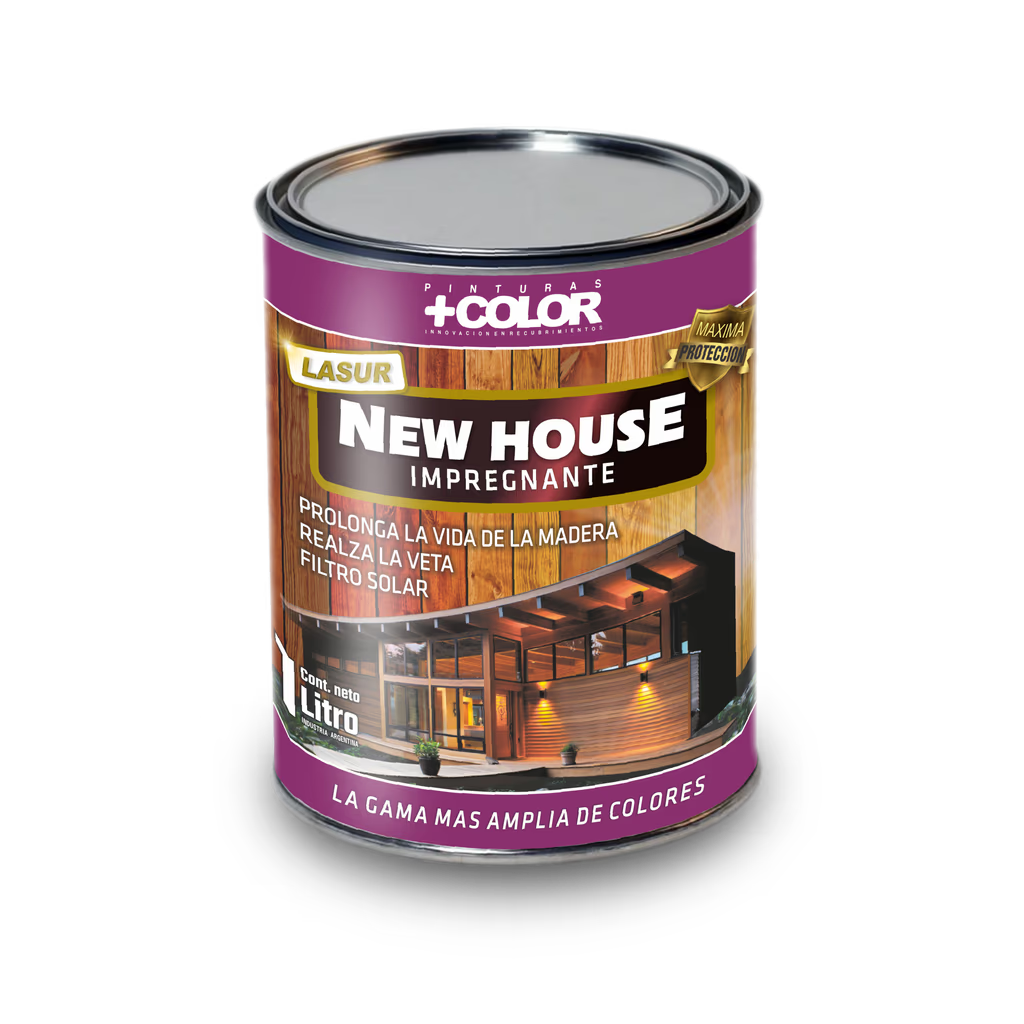 PINTURAS
+COLOR
INNOVACION EN RECUBRIMIENTOS
MAXIMA
PROTECCION
LASUR
NEW HOUSE
IMPREGNANTE
PROLONGA LA VIDA DE LA MADERA
REALZA LA VETA
FILTRO SOLAR
1
Cont. neto
Litro
INDUSTRIA ARGENTINA
LA GAMA MAS AMPLIA DE COLORES